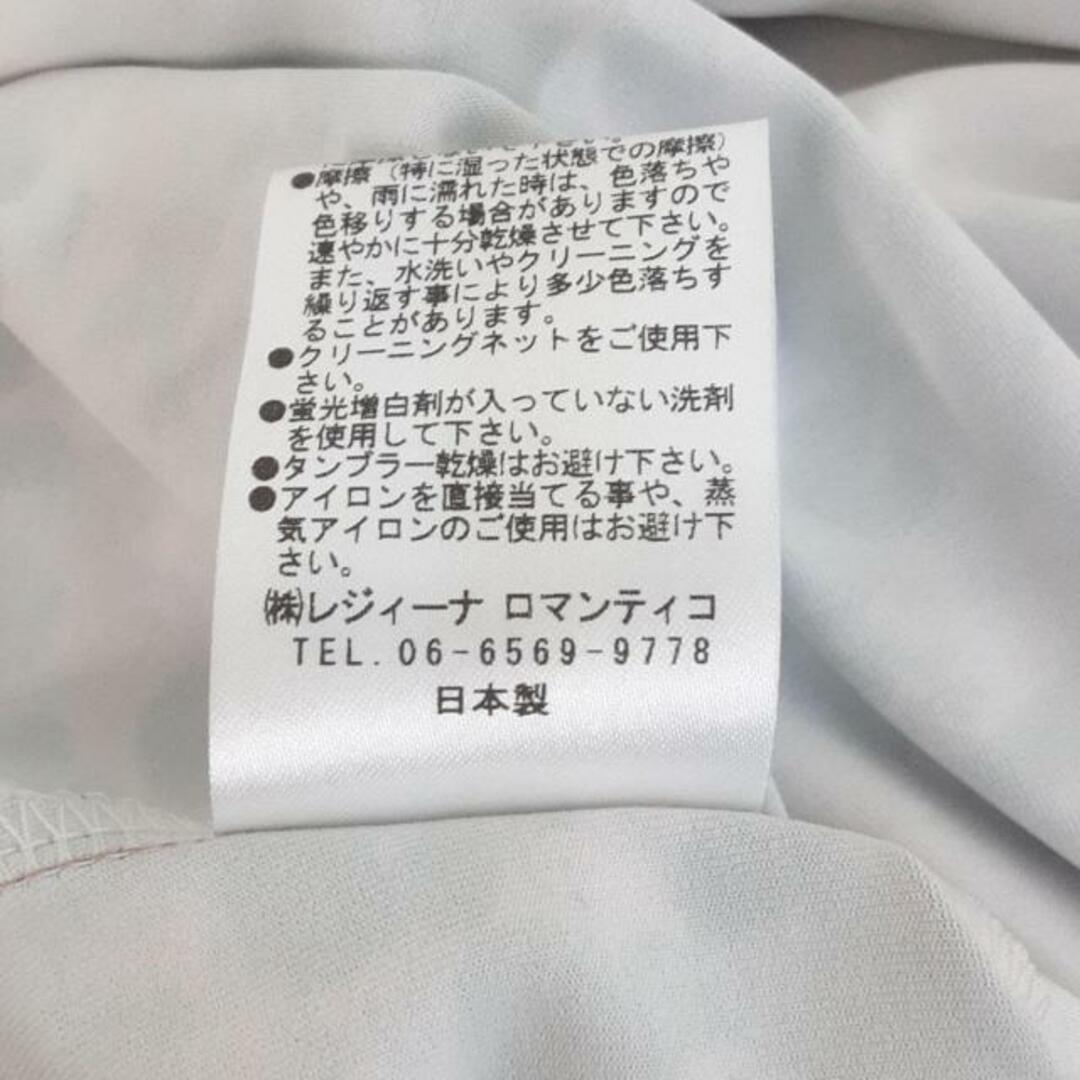 ●摩擦(特に湿った状態での摩擦)
や、雨に濡れた時は、色落ちや
色移りする場合がありますので
速やかに十分乾燥させて下さい。
また、水洗いやクリーニングを
繰り返す事により多少色落ちす
ることがあります。
●クリーニングネットをご使用下
さい。
●蛍光増白剤が入っていない洗剤
を使用して下さい。
●タンブラー乾燥はお避け下さい。
●アイロンを直接当てる事や、蒸
気アイロンのご使用はお避け下
さい。
㈱レジィーナ ロマンティコ
TEL. 06-6569-9778
日本製